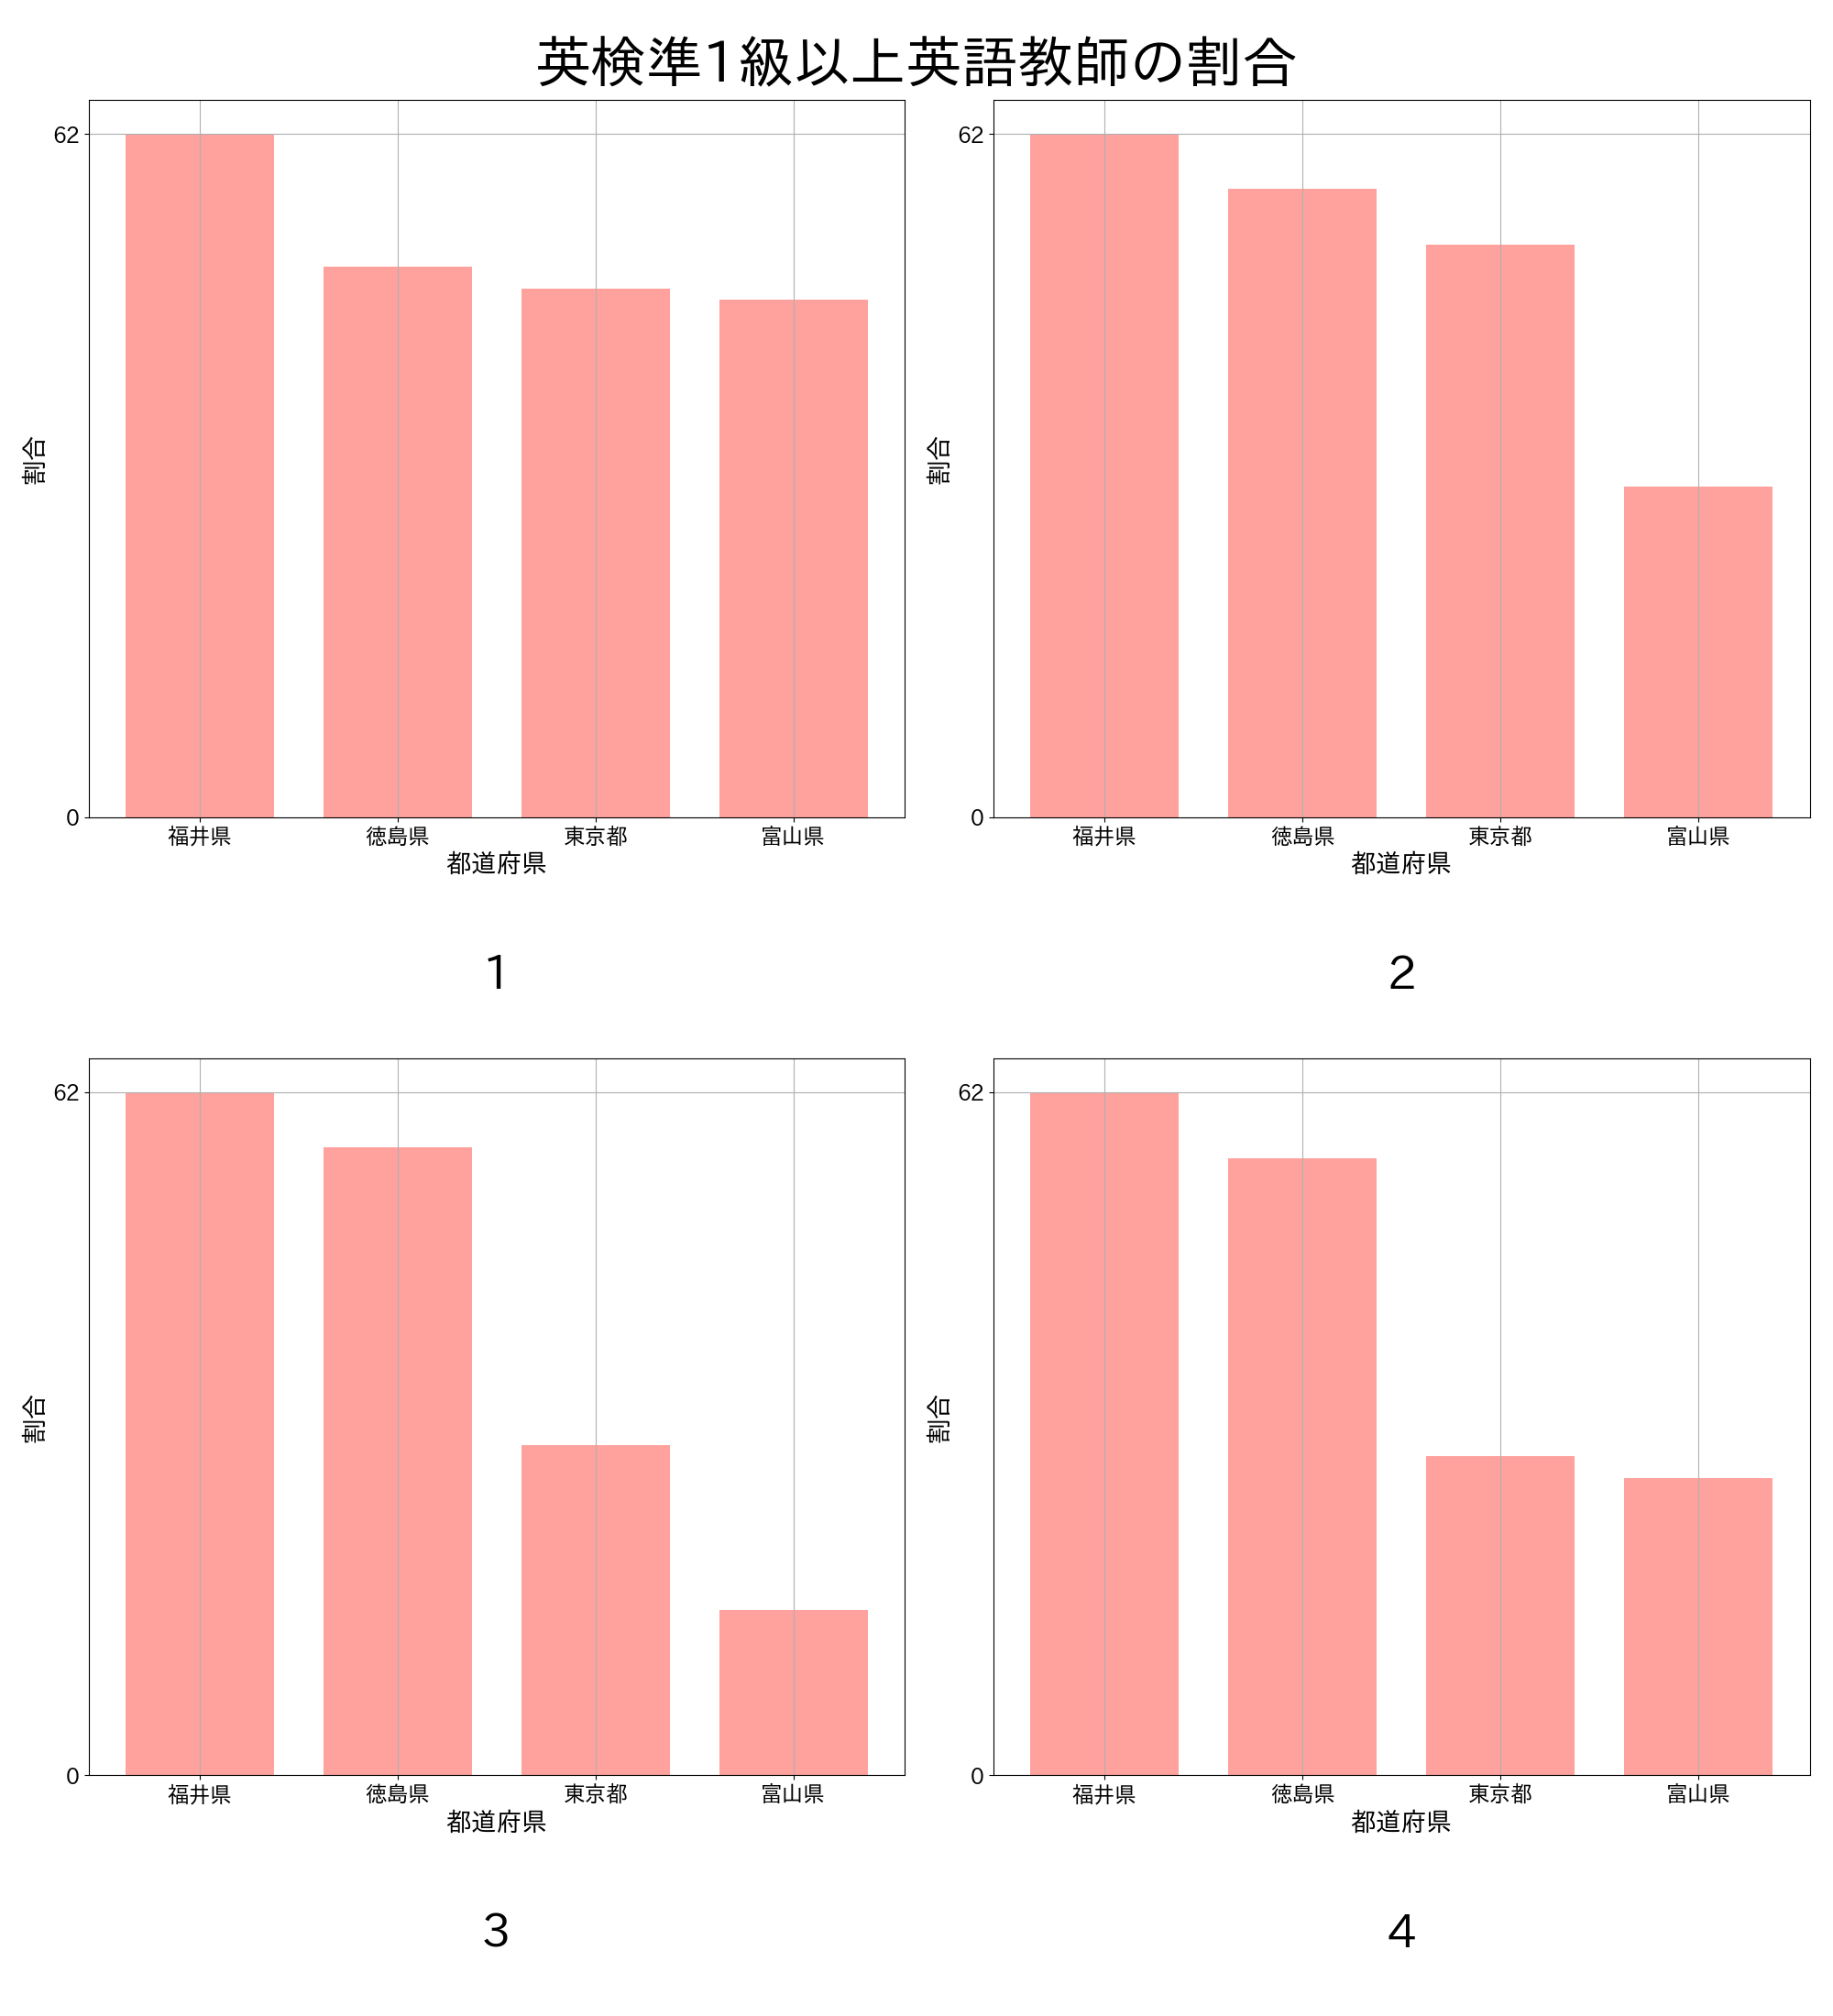 英検準1級以上英語教師の割合
62
0
割合
福井県 徳島県 東京都 富山県
都道府県
1
62
0
割合
福井県 徳島県 東京都 富山県
都道府県
2
62
0
割合
福井県 徳島県 東京都 富山県
都道府県
3
62
0
割合
福井県 徳島県 東京都 富山県
都道府県
4